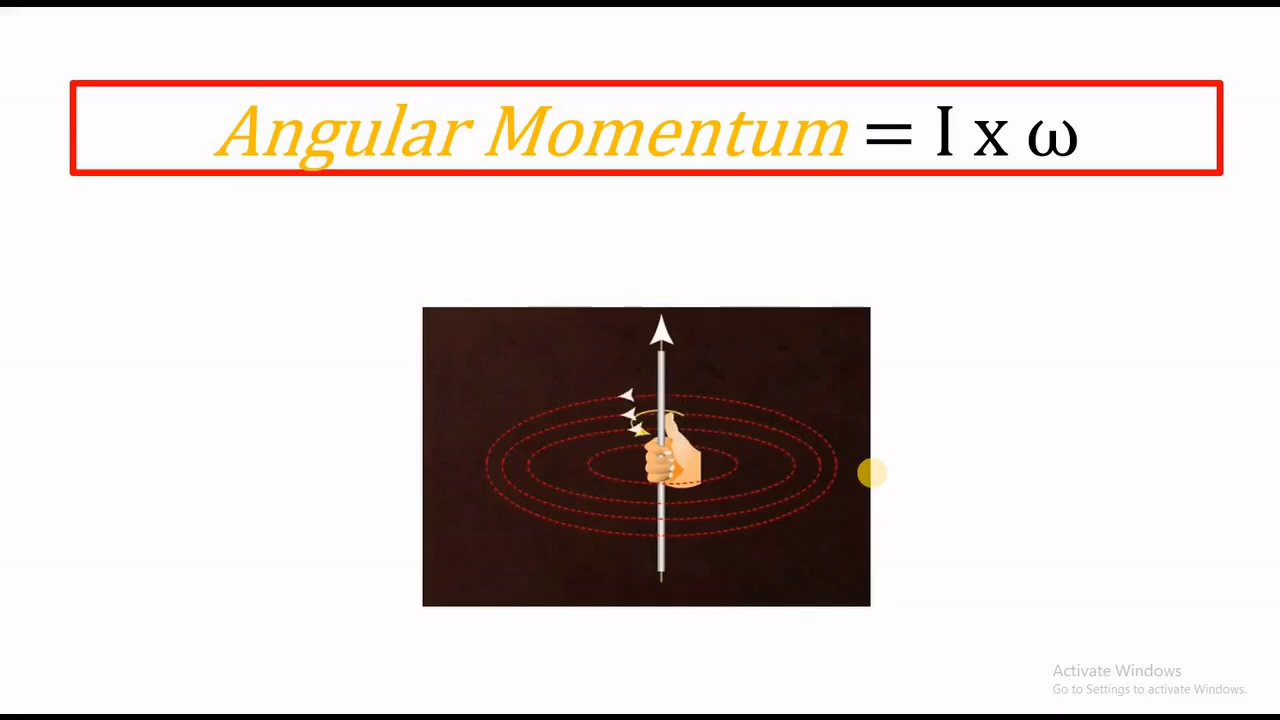 Angular Momentum = I x ω
Activate Windows
Go to Settings to activate Windows.